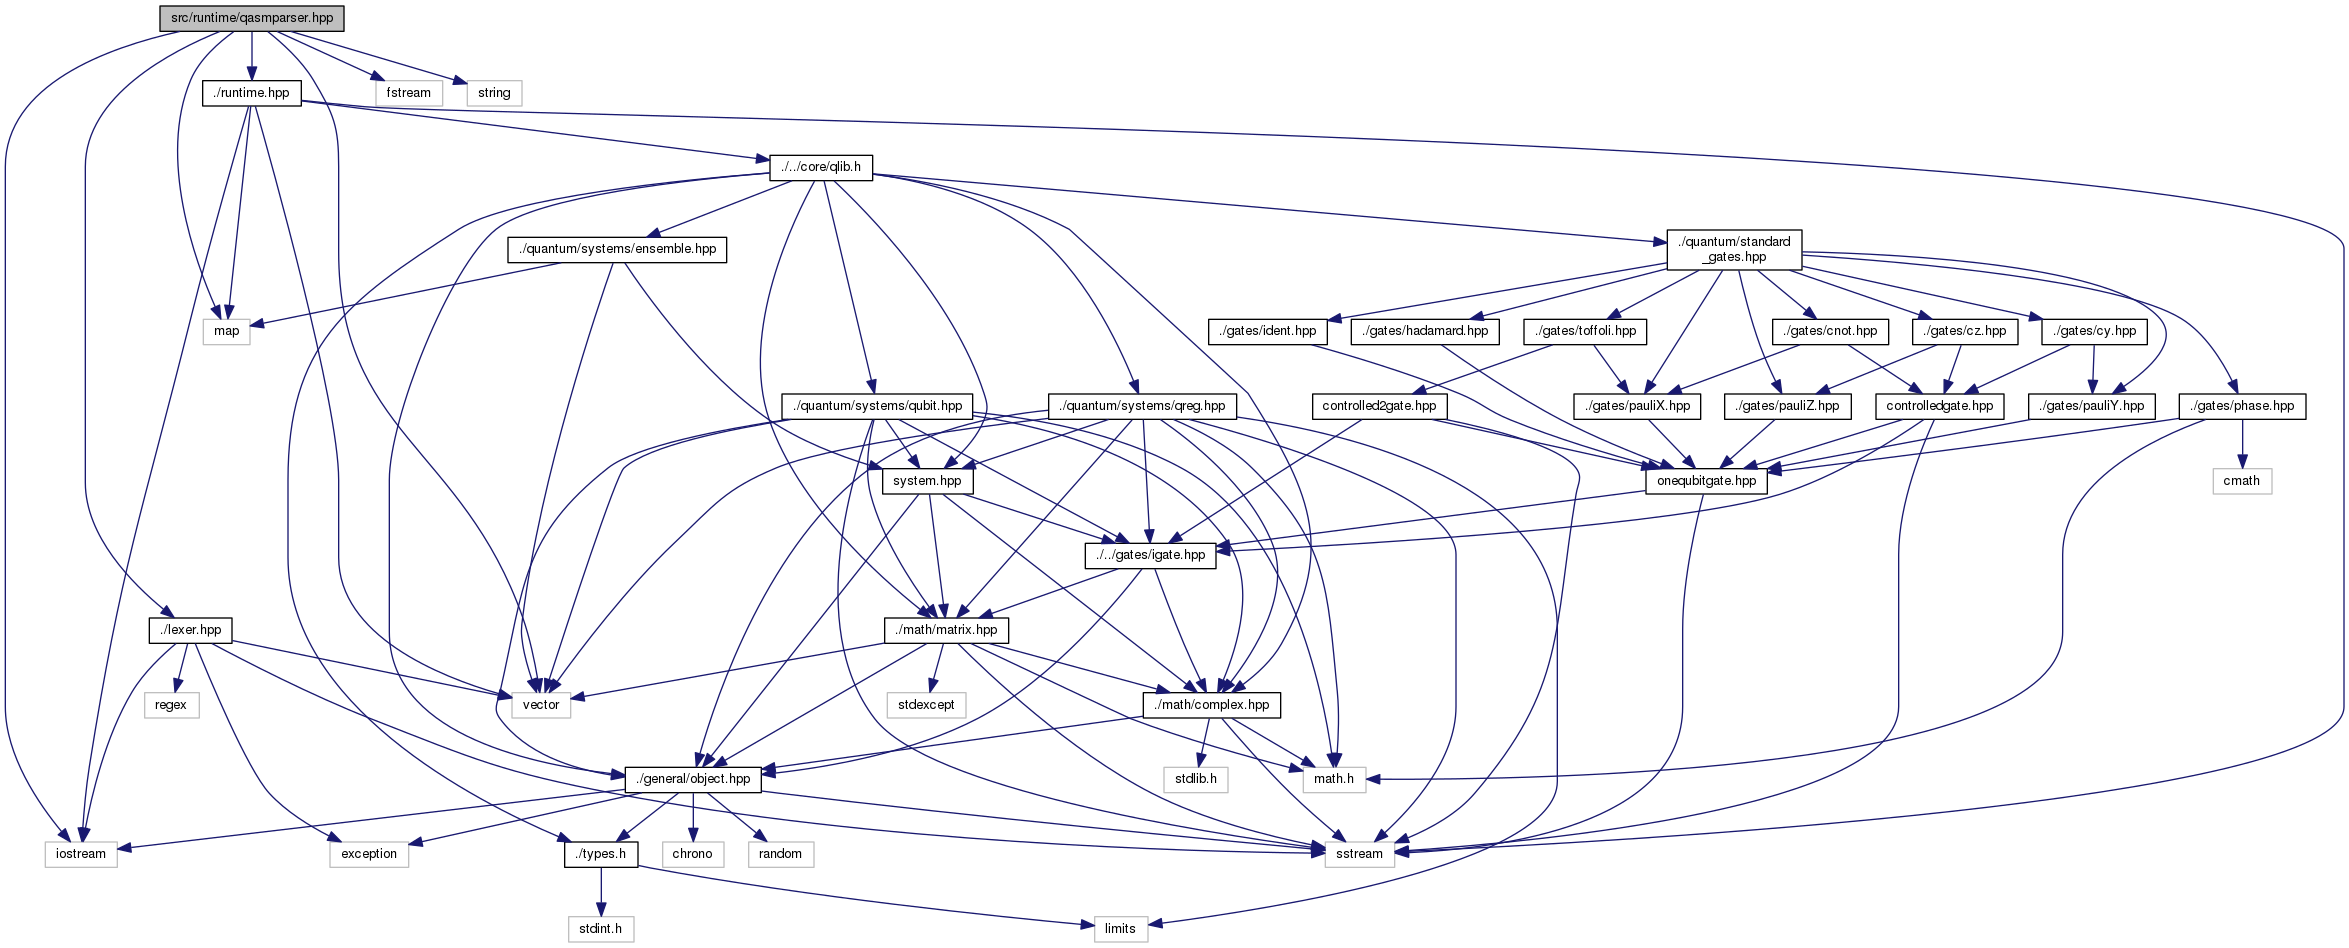 src/runtime/qasmparser.hpp
./runtime.hpp
fstream
string
./../core/qlib.h
./quantum/systems/ensemble.hpp
./quantum/standard
_gates.hpp
map
./gates/ident.hpp
./gates/hadamard.hpp
./gates/toffoli.hpp
./gates/cnot.hpp
./gates/cz.hpp
./gates/cy.hpp
./quantum/systems/qubit.hpp
./quantum/systems/qreg.hpp
controlled2gate.hpp
./gates/pauliX.hpp
./gates/pauliZ.hpp
controlledgate.hpp
./gates/pauliY.hpp
./gates/phase.hpp
system.hpp
onequbitgate.hpp
cmath
./../gates/igate.hpp
./lexer.hpp
./math/matrix.hpp
regex
vector
stdexcept
./math/complex.hpp
./general/object.hpp
stdlib.h
math.h
iostream
exception
./types.h
chrono
random
sstream
stdint.h
limits